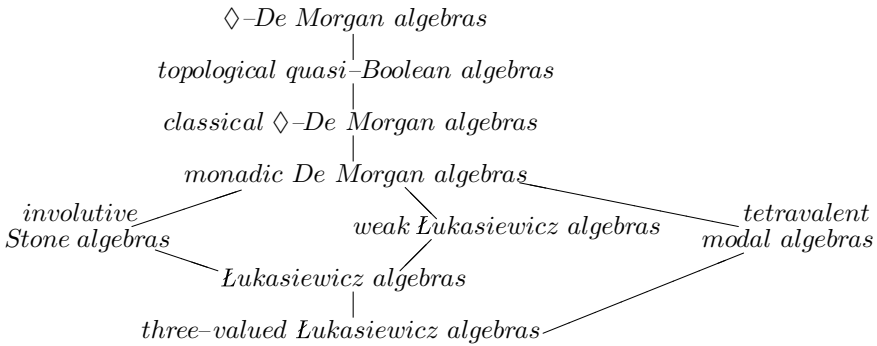 ◊–De Morgan algebras
topological quasi–Boolean algebras
classical ◊–De Morgan algebras
monadic De Morgan algebras
involutive
Stone algebras
weak Łukasiewicz algebras
tetravalent
modal algebras
Łukasiewicz algebras
three–valued Łukasiewicz algebras